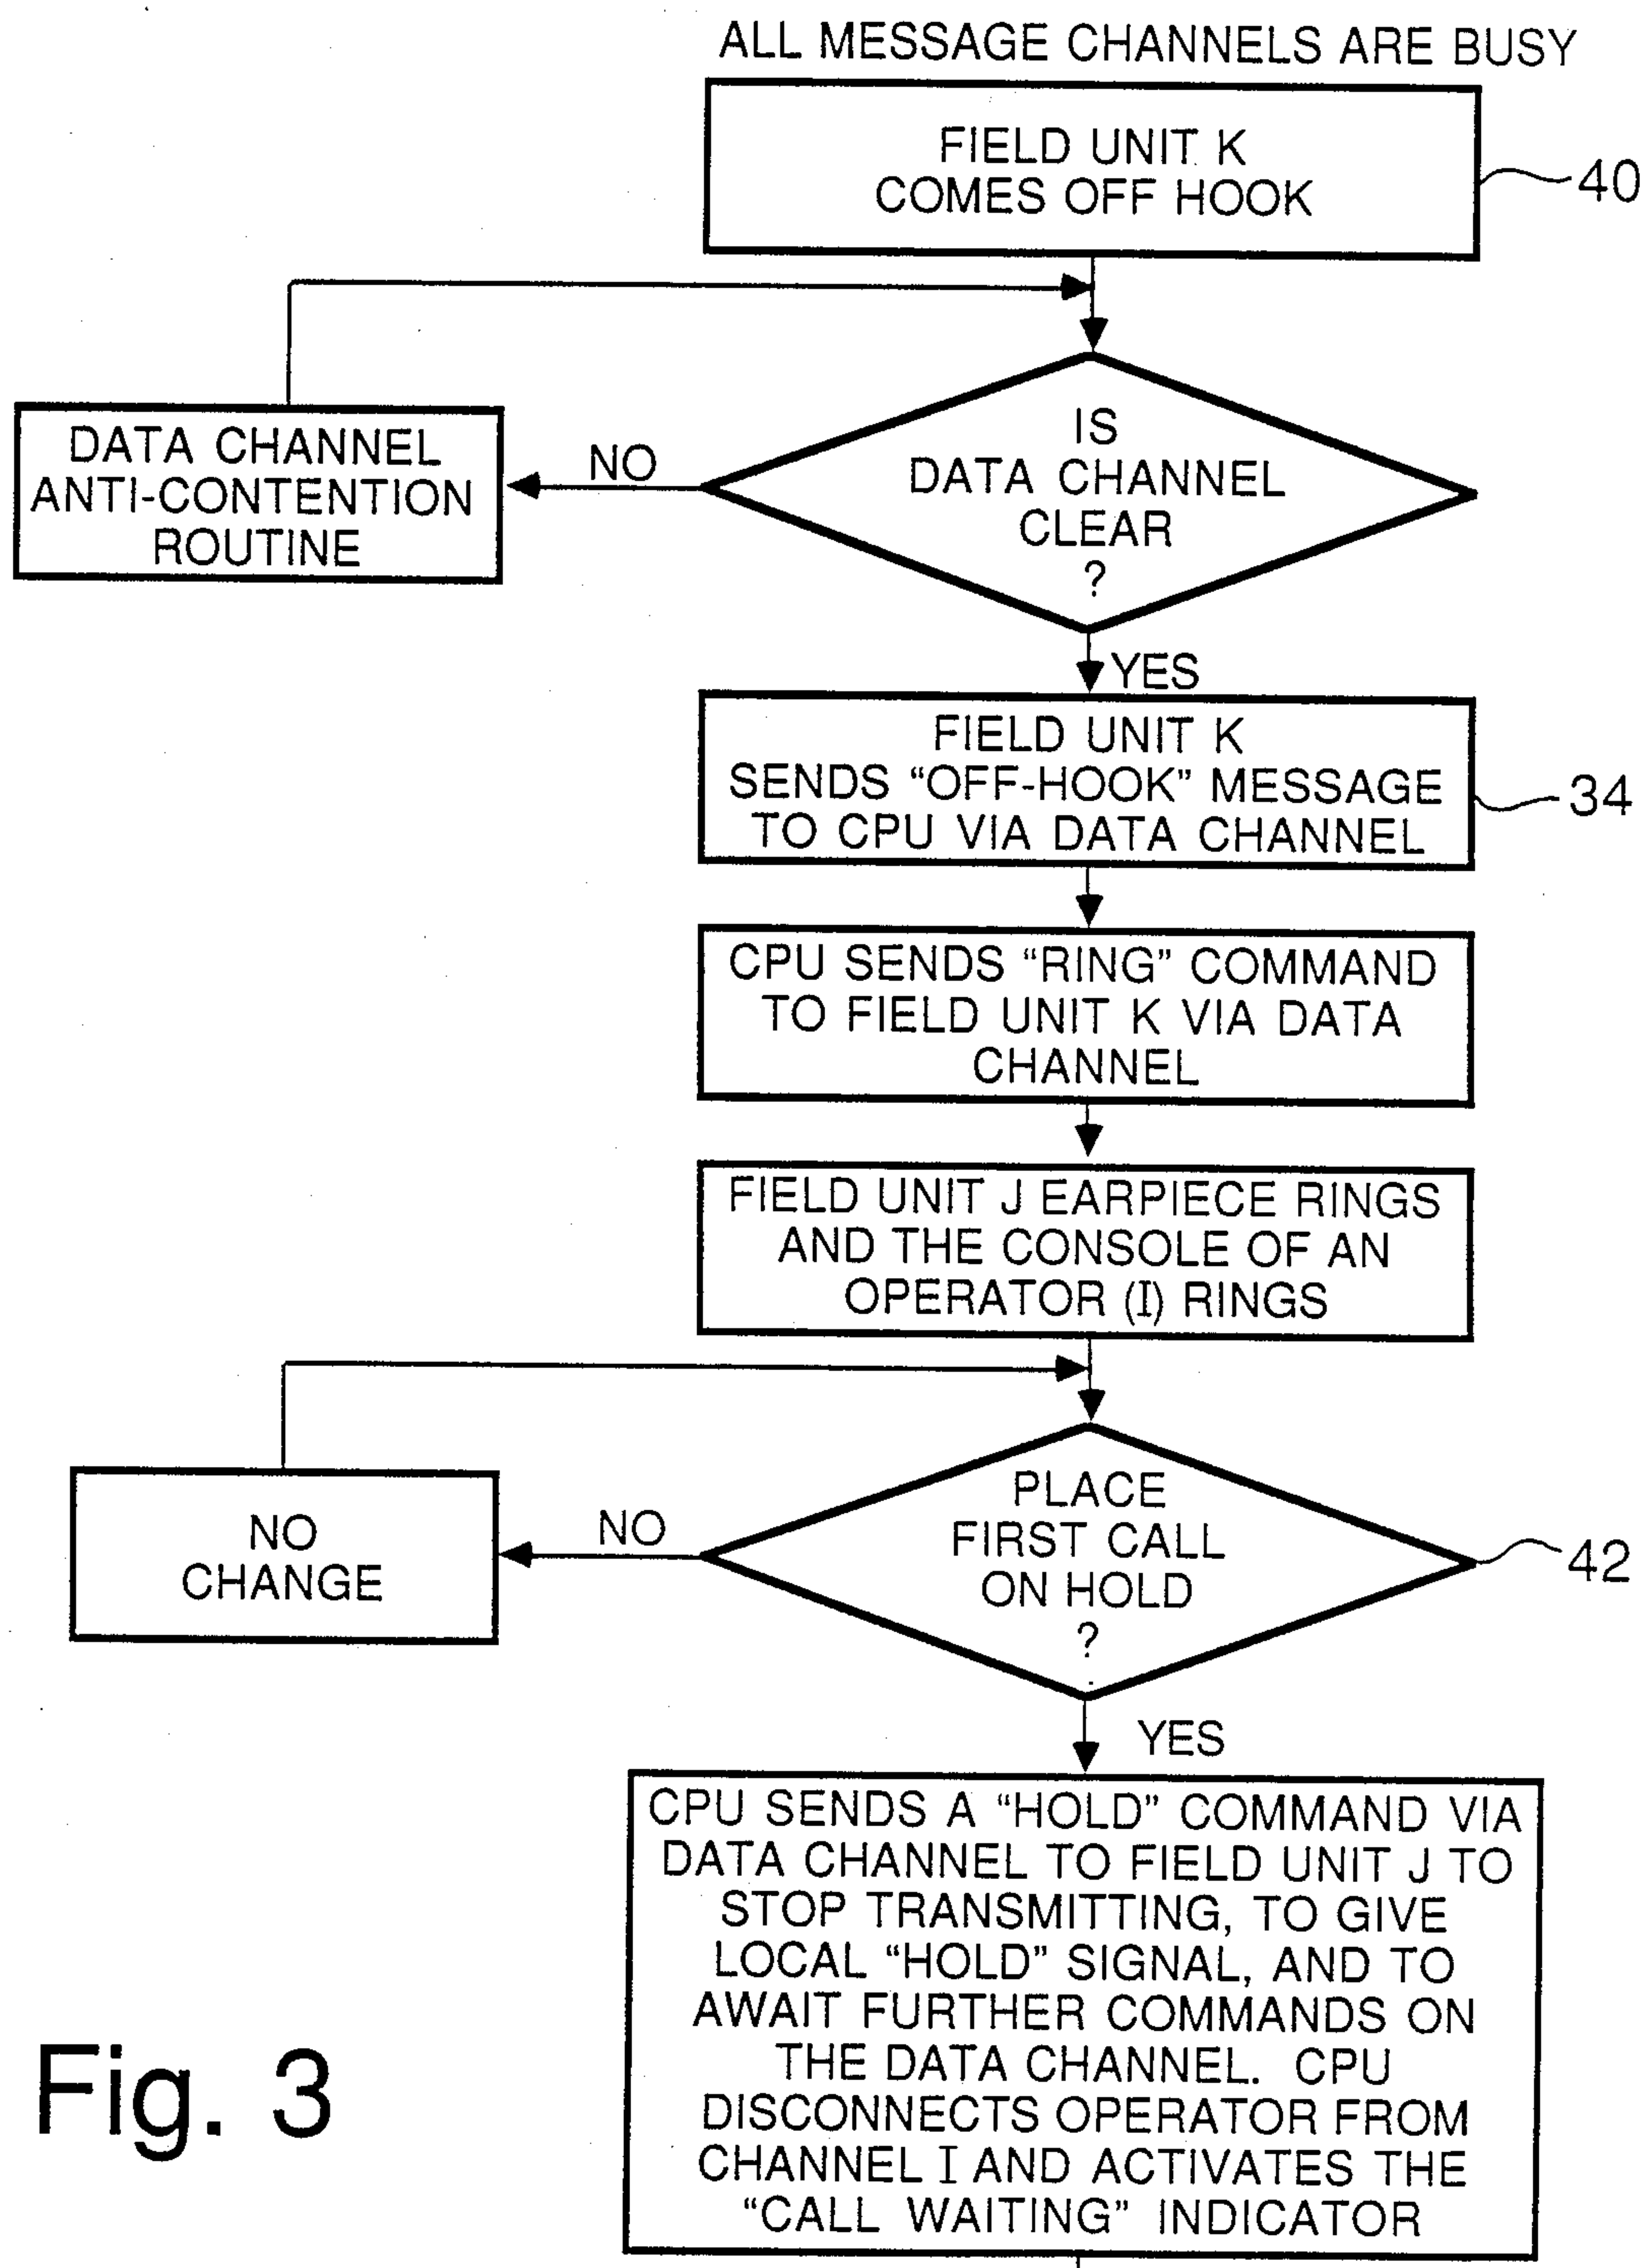 ALL MESSAGE CHANNELS ARE BUSY
FIELD UNIT K
COMES OFF HOOK
40
IS
DATA CHANNEL
CLEAR
?
NO
DATA CHANNEL
ANTI-CONTENTION
ROUTINE
YES
FIELD UNIT K
SENDS “OFF-HOOK” MESSAGE
TO CPU VIA DATA CHANNEL
34
CPU SENDS “RING” COMMAND
TO FIELD UNIT K VIA DATA
CHANNEL
FIELD UNIT J EARPIECE RINGS
AND THE CONSOLE OF AN
OPERATOR (I) RINGS
PLACE
FIRST CALL
ON HOLD
?
42
NO
NO
CHANGE
YES
CPU SENDS A “HOLD” COMMAND VIA
DATA CHANNEL TO FIELD UNIT J TO
STOP TRANSMITTING, TO GIVE
LOCAL “HOLD” SIGNAL, AND TO
AWAIT FURTHER COMMANDS ON
THE DATA CHANNEL. CPU
DISCONNECTS OPERATOR FROM
CHANNEL I AND ACTIVATES THE
“CALL WAITING” INDICATOR
Fig. 3